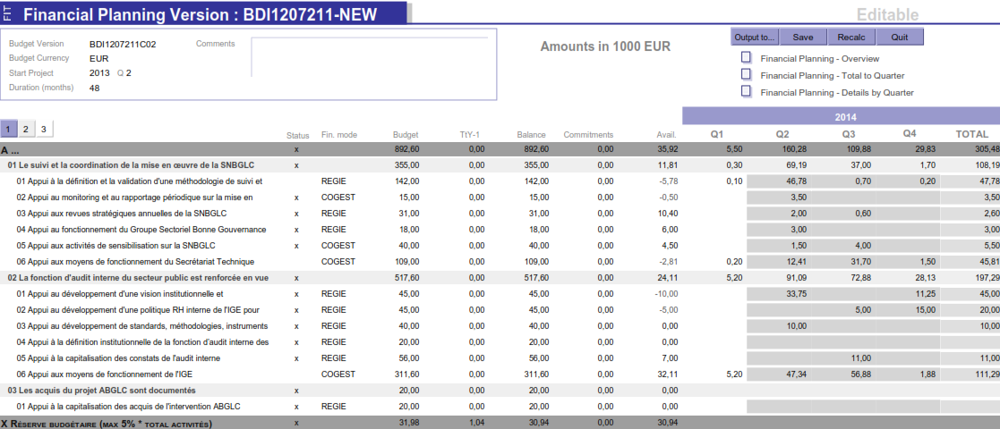 FIT Financial Planning Version : BDI1207211-NEW Editable
Budget Version BDI1207211C02 Comments
Budget Currency EUR
Start Project 2013 Q 2
Duration (months) 48
Amounts in 1000 EUR
Output to... Save Recalc Quit
Financial Planning - Overview
Financial Planning - Total to Quarter
Financial Planning - Details by Quarter
2014
1 2 3
Status Fin. mode Budget TtY-1 Balance Commitments Avail. Q1 Q2 Q3 Q4 TOTAL
A ... x 892,60 0,00 892,60 0,00 35,92 5,50 160,28 109,88 29,83 305,48
01 Le suivi et la coordination de la mise en œuvre de la SNBGLC x 355,00 0,00 355,00 0,00 11,81 0,30 69,19 37,00 1,70 108,19
01 Appui à la définition et la validation d'une méthodologie de suivi et REGIE 142,00 0,00 142,00 0,00 -5,78 0,10 46,78 0,70 0,20 47,78
02 Appui au monitoring et au rapportage périodique sur la mise en x COGEST 15,00 0,00 15,00 0,00 -0,50 3,50 3,50
03 Appui aux revues stratégiques annuelles de la SNBGLC x REGIE 31,00 0,00 31,00 0,00 10,40 2,00 0,60 2,60
04 Appui au fonctionnement du Groupe Sectoriel Bonne Gouvernance x REGIE 18,00 0,00 18,00 0,00 6,00 3,00 3,00
05 Appui aux activités de sensibilisation sur la SNBGLC x COGEST 40,00 0,00 40,00 0,00 4,50 1,50 4,00 5,50
06 Appui aux moyens de fonctionnement du Secrétariat Technique COGEST 109,00 0,00 109,00 0,00 -2,81 0,20 12,41 31,70 1,50 45,81
02 La fonction d'audit interne du secteur public est renforcée en vue x 517,60 0,00 517,60 0,00 24,11 5,20 91,09 72,88 28,13 197,29
01 Appui au développement d'une vision institutionnelle et x REGIE 45,00 0,00 45,00 0,00 -10,00 33,75 11,25 45,00
02 Appui au développement d'une politique RH interne de l'IGE pour x REGIE 45,00 0,00 45,00 0,00 -5,00 5,00 15,00 20,00
03 Appui au développement de standards, méthodologies, instruments x REGIE 40,00 0,00 40,00 0,00 0,00 10,00 10,00
04 Appui à la définition institutionnelle de la fonction d'audit interne des x REGIE 20,00 0,00 20,00 0,00 0,00
05 Appui à la capitalisation des constats de l'audit interne x REGIE 56,00 0,00 56,00 0,00 7,00 11,00 11,00
06 Appui aux moyens de fonctionnement de l'IGE COGEST 311,60 0,00 311,60 0,00 32,11 5,20 47,34 56,88 1,88 111,29
03 Les acquis du projet ABGLC sont documentés x 20,00 0,00 20,00 0,00 0,00
01 Appui à la capitalisation des acquis de l'intervention ABGLC x REGIE 20,00 0,00 20,00 0,00 0,00
X RÉSERVE BUDGÉTAIRE (MAX 5% * TOTAL ACTIVITÉS) x 31,98 1,04 30,94 0,00 30,94